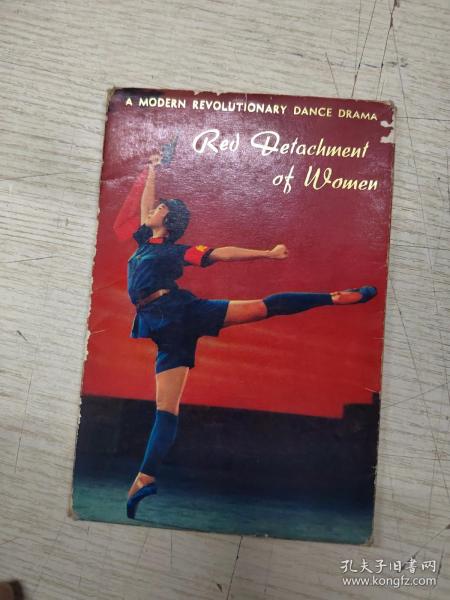 A MODERN REVOLUTIONARY DANCE DRAMA
Red Detachment
of Women
孔夫子旧书网
www.kongfz.com